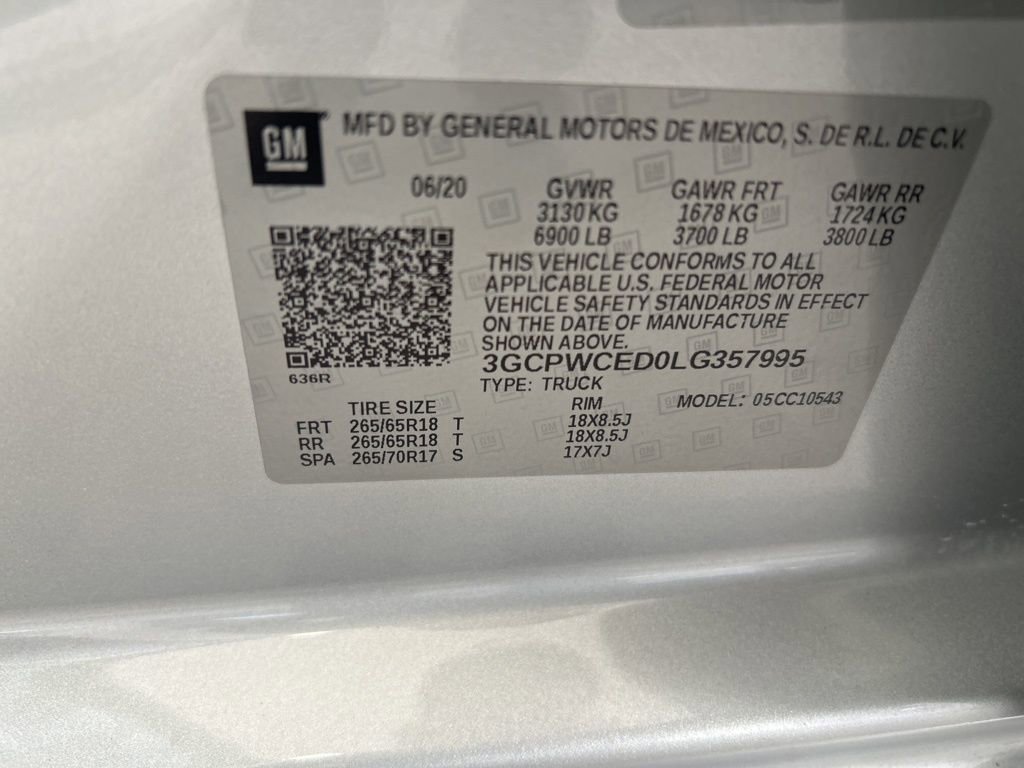 GM MFD BY GENERAL MOTORS DE MEXICO, S. DE R.L. DE C.V.
06/20 GVWR GAWR FRT GAWR RR
3130 KG 1678 KG 1724 KG
6900 LB 3700 LB 3800 LB
THIS VEHICLE CONFORMS TO ALL
APPLICABLE U.S. FEDERAL MOTOR
VEHICLE SAFETY STANDARDS IN EFFECT
ON THE DATE OF MANUFACTURE
SHOWN ABOVE.
3GCPWCED0LG357995
636R TYPE: TRUCK
TIRE SIZE RIM MODEL: 05CC10543
FRT 265/65R18 T 18X8.5J
RR 265/65R18 T 18X8.5J
SPA 265/70R17 S 17X7J